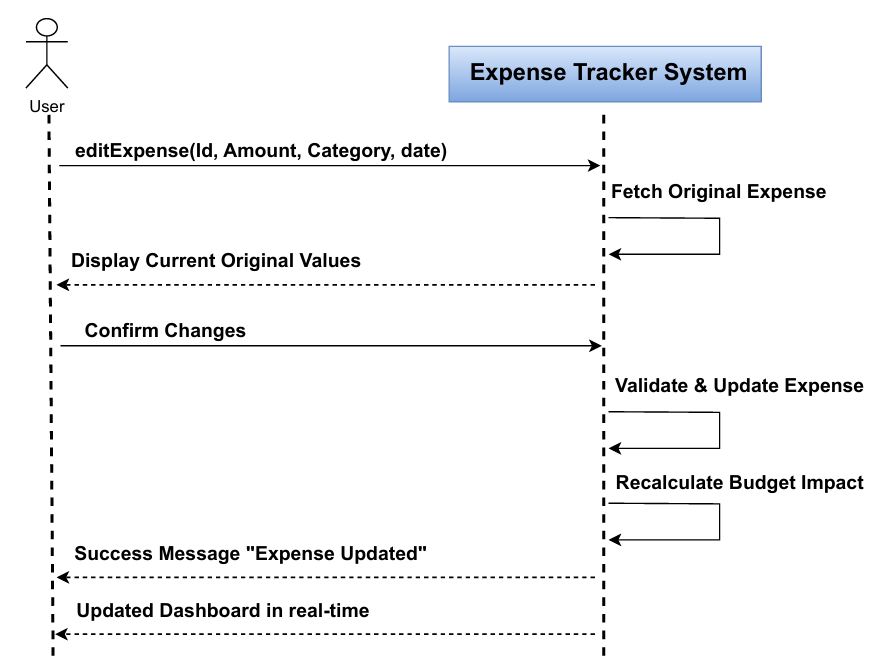 User
Expense Tracker System
editExpense(Id, Amount, Category, date)
Fetch Original Expense
Display Current Original Values
Confirm Changes
Validate & Update Expense
Recalculate Budget Impact
Success Message "Expense Updated"
Updated Dashboard in real-time